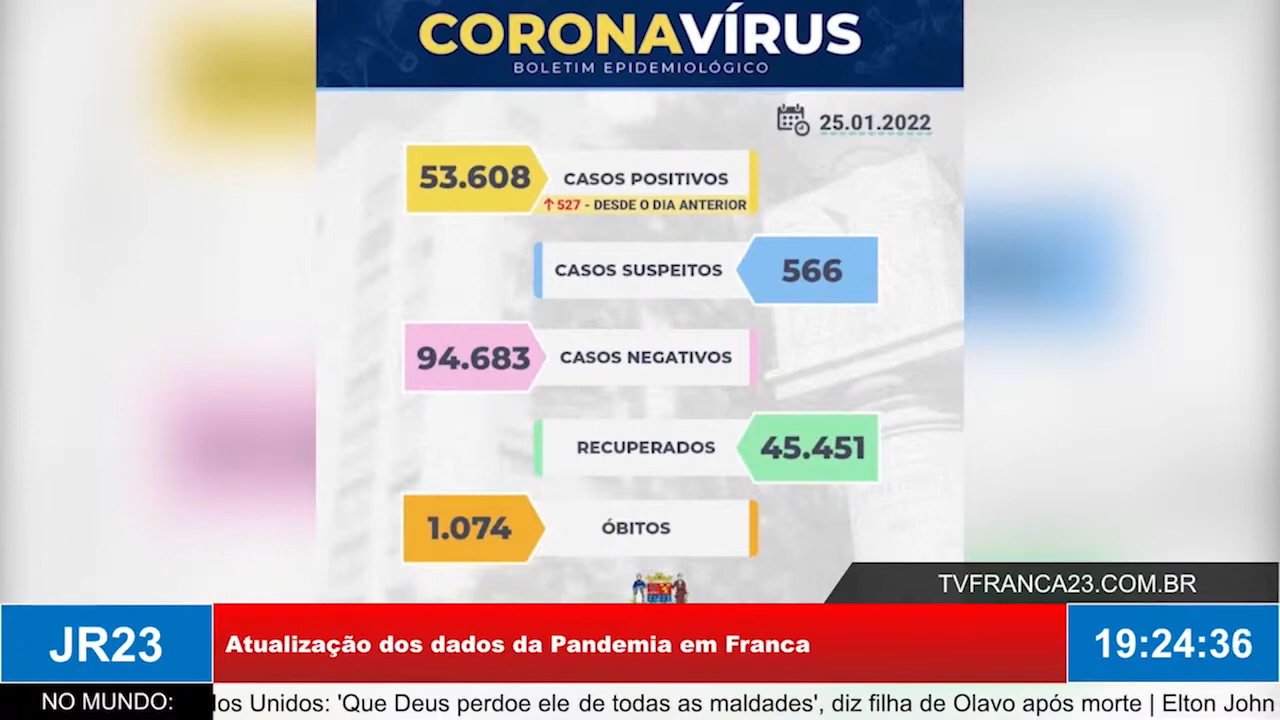 CORONAVÍRUS
BOLETIM EPIDEMIOLÓGICO
25.01.2022
53.608 CASOS POSITIVOS
↑527 - DESDE O DIA ANTERIOR
CASOS SUSPEITOS 566
94.683 CASOS NEGATIVOS
RECUPERADOS 45.451
1.074 ÓBITOS
TVFRANCA23.COM.BR
JR23 Atualização dos dados da Pandemia em Franca 19:24:36
NO MUNDO: os Unidos: 'Que Deus perdoe ele de todas as maldades', diz filha de Olavo após morte | Elton John